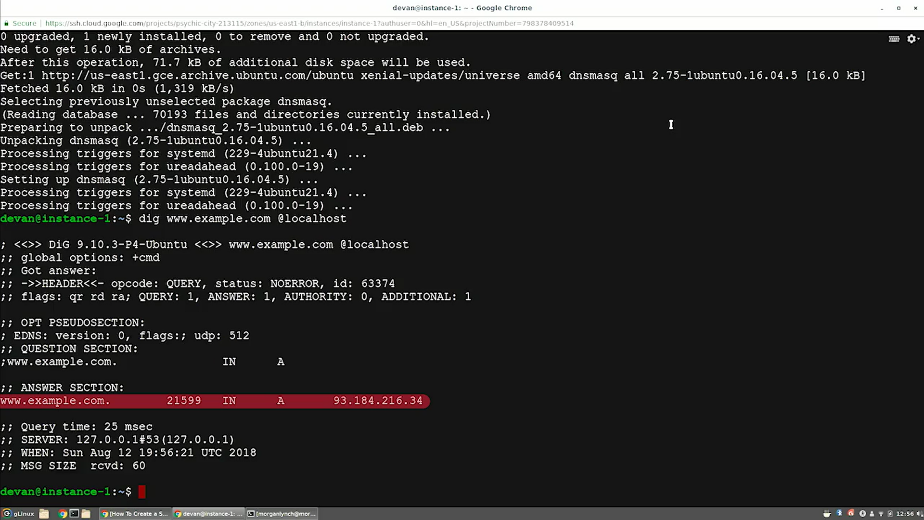 / - Google Chrome
Secure | https://ssh.cloud.google.com/projects/psychic-city-213115/zones/us-east1-b/instances/instance-1?authuser=0&hl=en_US&projectNumber=798378409514
0 upgraded, 1 newly installed, 0 to remove and 0 not upgraded.
Need to get 16.0 kB of archives.
After this operation, 71.7 kB of additional disk space will be used.
Get:1 http://us-east1.gce.archive.ubuntu.com/ubuntu xenial-updates/universe amd64 dnsmasq all 2.75-1ubuntu0.16.04.5 [16.0 kB]
Fetched 16.0 kB in 0s (1,319 kB/s)
Selecting previously unselected package dnsmasq.
(Reading database ... 70193 files and directories currently installed.)
Preparing to unpack .../dnsmasq_2.75-1ubuntu0.16.04.5_all.deb ...
Unpacking dnsmasq (2.75-1ubuntu0.16.04.5) ...
Processing triggers for systemd (229-4ubuntu21.4) ...
Processing triggers for ureadahead (0.100.0-19) ...
Setting up dnsmasq (2.75-1ubuntu0.16.04.5) ...
Processing triggers for systemd (229-4ubuntu21.4) ...
Processing triggers for ureadahead (0.100.0-19) ...
devan@instance-1:~$ dig www.example.com @localhost
; <<>> DiG 9.10.3-P4-Ubuntu <<>> www.example.com @localhost
;; global options: +cmd
;; Got answer:
;; ->>HEADER<<- opcode: QUERY, status: NOERROR, id: 63374
;; flags: qr rd ra; QUERY: 1, ANSWER: 1, AUTHORITY: 0, ADDITIONAL: 1
;; OPT PSEUDOSECTION:
; EDNS: version: 0, flags:; udp: 512
;; QUESTION SECTION:
;www.example.com. IN A
;; ANSWER SECTION:
www.example.com. 21599 IN A 93.184.216.34
;; Query time: 25 msec
;; SERVER: 127.0.0.1#53(127.0.0.1)
;; WHEN: Sun Aug 12 19:56:21 UTC 2018
;; MSG SIZE rcvd: 60
devan@instance-1:~$
gLinux [How To Create a S... devan@instance-1: ... [morganlynch@mor... 12:56